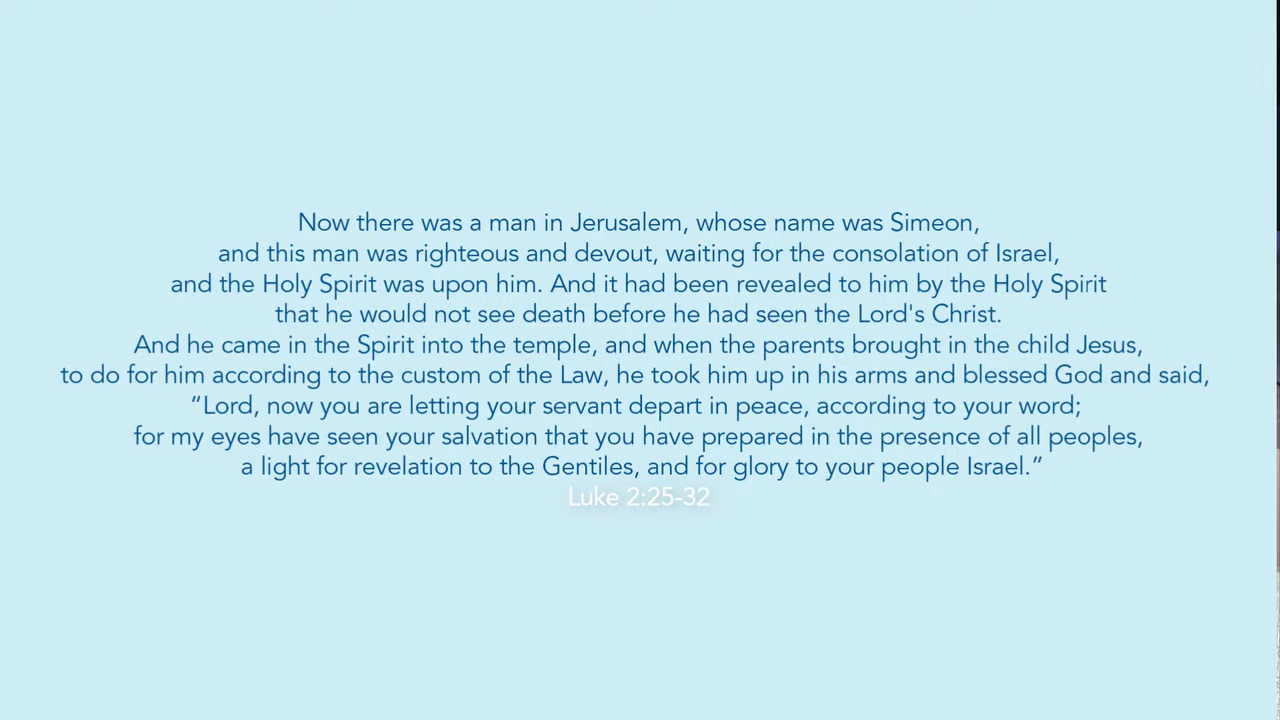 Now there was a man in Jerusalem, whose name was Simeon,
and this man was righteous and devout, waiting for the consolation of Israel,
and the Holy Spirit was upon him. And it had been revealed to him by the Holy Spirit
that he would not see death before he had seen the Lord's Christ.
And he came in the Spirit into the temple, and when the parents brought in the child Jesus,
to do for him according to the custom of the Law, he took him up in his arms and blessed God and said,
“Lord, now you are letting your servant depart in peace, according to your word;
for my eyes have seen your salvation that you have prepared in the presence of all peoples,
a light for revelation to the Gentiles, and for glory to your people Israel.”
Luke 2:25-32